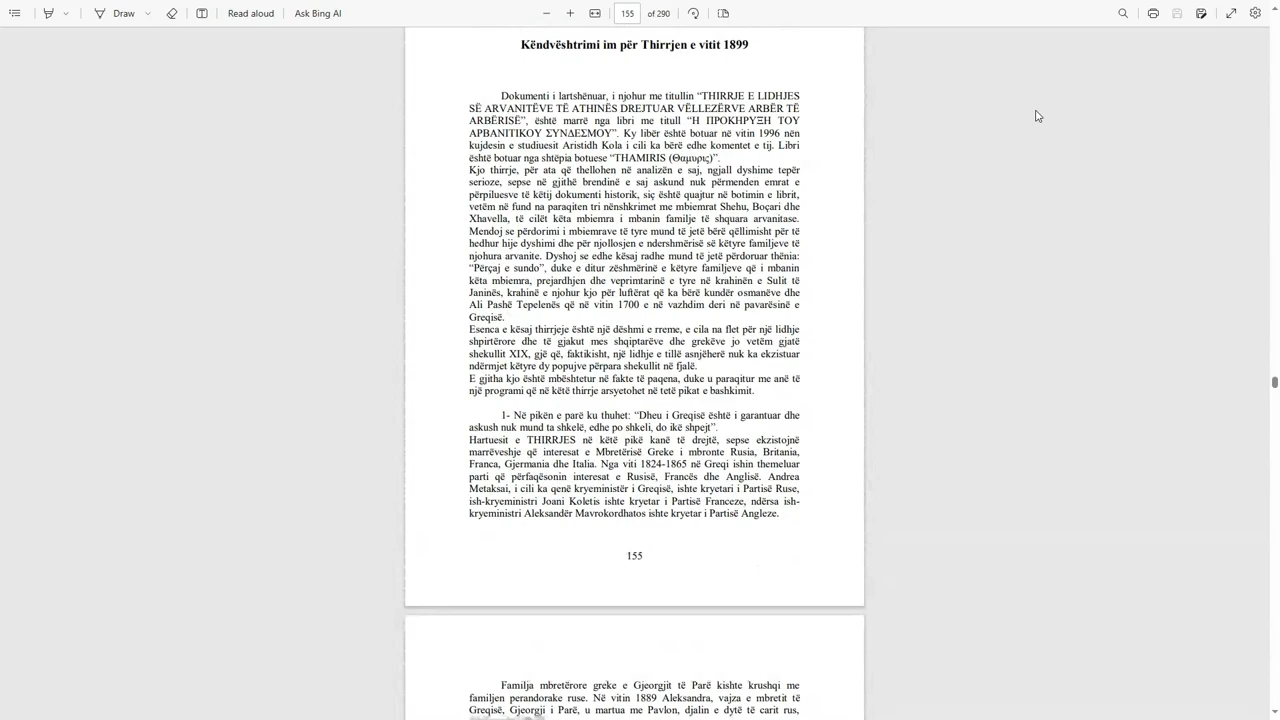 Draw
Read aloud
Ask Bing AI
155
of 290
Këndvështrimi im për Thirrjen e vitit 1899
Dokumenti i lartshënuar, i njohur me titullin “THIRRJE E LIDHJES
SË ARVANITËVE TË ATHINËS DREJTUAR VËLLEZËRVE ARBËR TË
ARBËRISË”, është marrë nga libri me titull “Η ΠΡΟΚΗΡΥΞΗ ΤΟΥ
ΑΡΒΑΝΙΤΙΚΟΥ ΣΥΝΔΕΣΜΟΥ”. Ky libër është botuar në vitin 1996 nën
kujdesin e studiuesit Aristidh Kola i cili ka bërë edhe komentet e tij. Libri
është botuar nga shtëpia botuese “THAMIRIS (Θαμυρις)”.
Kjo thirrje, për ata që thellohen në analizën e saj, ngjall dyshime tepër
serioze, sepse në gjithë brendinë e saj askund nuk përmenden emrat e
përpiluesve të këtij dokumenti historik, siç është quajtur në botimin e librit,
vetëm në fund na paraqiten tri nënshkrimet me mbiemrat Shehu, Boçari dhe
Xhavella, të cilët këta mbiemra i mbanin familje të shquara arvanitase.
Mendoj se përdorimi i mbiemrave të tyre mund të jetë bërë qëllimisht për të
hedhur hije dyshimi dhe për njollosjen e ndershmërisë së këtyre familjeve të
njohura arvanite. Dyshoj se edhe kësaj radhe mund të jetë përdoruar thënia:
“Përçaj e sundo”, duke e ditur zëshmërinë e këtyre familjeve që i mbanin
këta mbiemra, prejardhjen dhe veprimtarinë e tyre në krahinën e Sulit të
Janinës, krahinë e njohur kjo për luftërat që ka bërë kundër osmanëve dhe
Ali Pashë Tepelenës që në vitin 1700 e në vazhdim deri në pavarësinë e
Greqisë.
Esenca e kësaj thirrjeje është një dëshmi e rreme, e cila na flet për një lidhje
shpirtërore dhe të gjakut mes shqiptarëve dhe grekëve jo vetëm gjatë
shekullit XIX, gjë që, faktikisht, një lidhje e tillë asnjëherë nuk ka ekzistuar
ndërmjet këtyre dy popujve përpara shekullit në fjalë.
E gjitha kjo është mbështetur në fakte të paqena, duke u paraqitur me anë të
një programi që në këtë thirrje arsyetohet në tetë pikat e bashkimit.
1- Në pikën e parë ku thuhet: “Dheu i Greqisë është i garantuar dhe
askush nuk mund ta shkelë, edhe po shkeli, do ikë shpejt”.
Hartuesit e THIRRJES në këtë pikë kanë të drejtë, sepse ekzistojnë
marrëveshje që interesat e Mbretërisë Greke i mbronte Rusia, Britania,
Franca, Gjermania dhe Italia. Nga viti 1824-1865 në Greqi ishin themeluar
parti që përfaqësonin interesat e Rusisë, Francës dhe Anglisë. Andrea
Metaksai, i cili ka qenë kryeministër i Greqisë, ishte kryetari i Partisë Ruse,
ish-kryeministri Joani Koletis ishte kryetar i Partisë Franceze, ndërsa ish-
kryeministri Aleksandër Mavrokordhatos ishte kryetar i Partisë Angleze.
155
Familja mbretërore greke e Gjeorgjit të Parë kishte krushqi me
familjen perandorake ruse. Në vitin 1889 Aleksandra, vajza e mbretit të
Greqisë, Gjeorgji i Parë, u martua me Pavlon, djalin e dytë të carit rus,